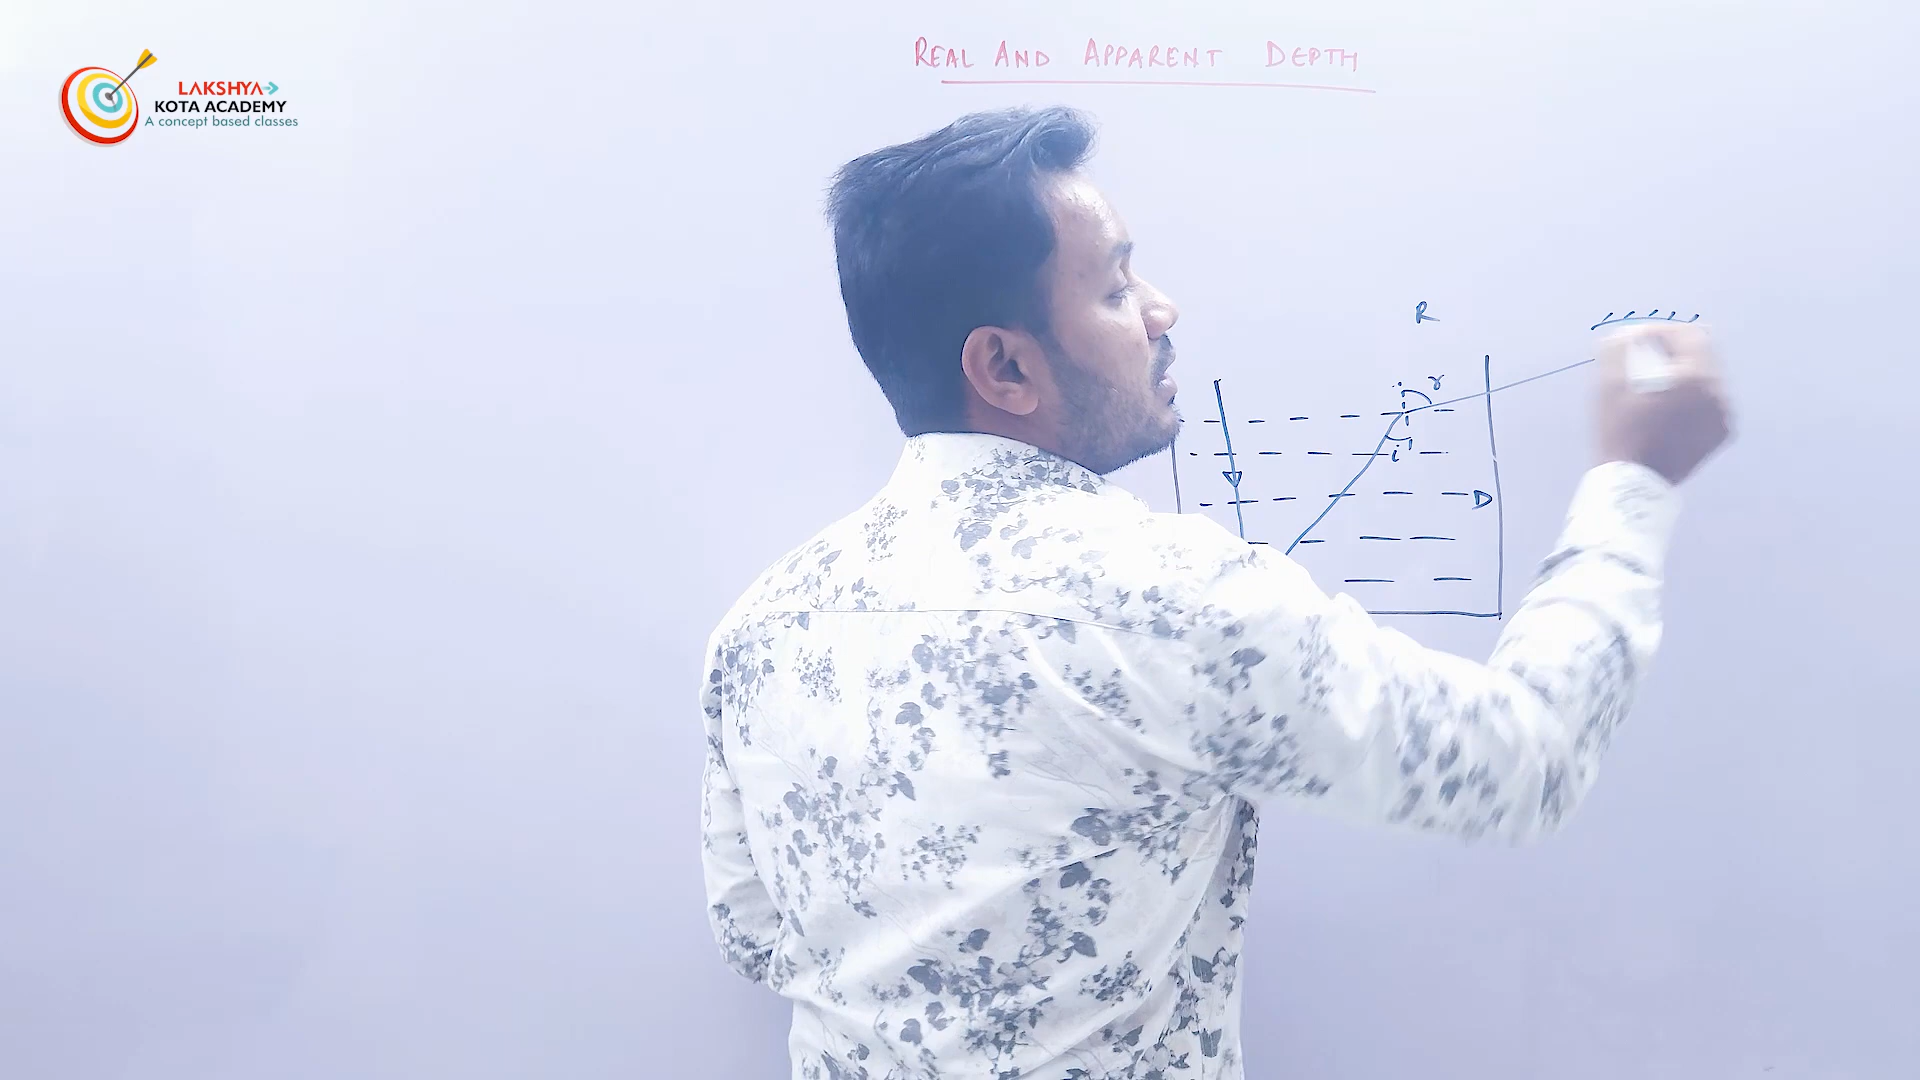 LAKSHYA
KOTA ACADEMY
A concept based classes
REAL AND APPARENT DEPTH
R
r
i
D